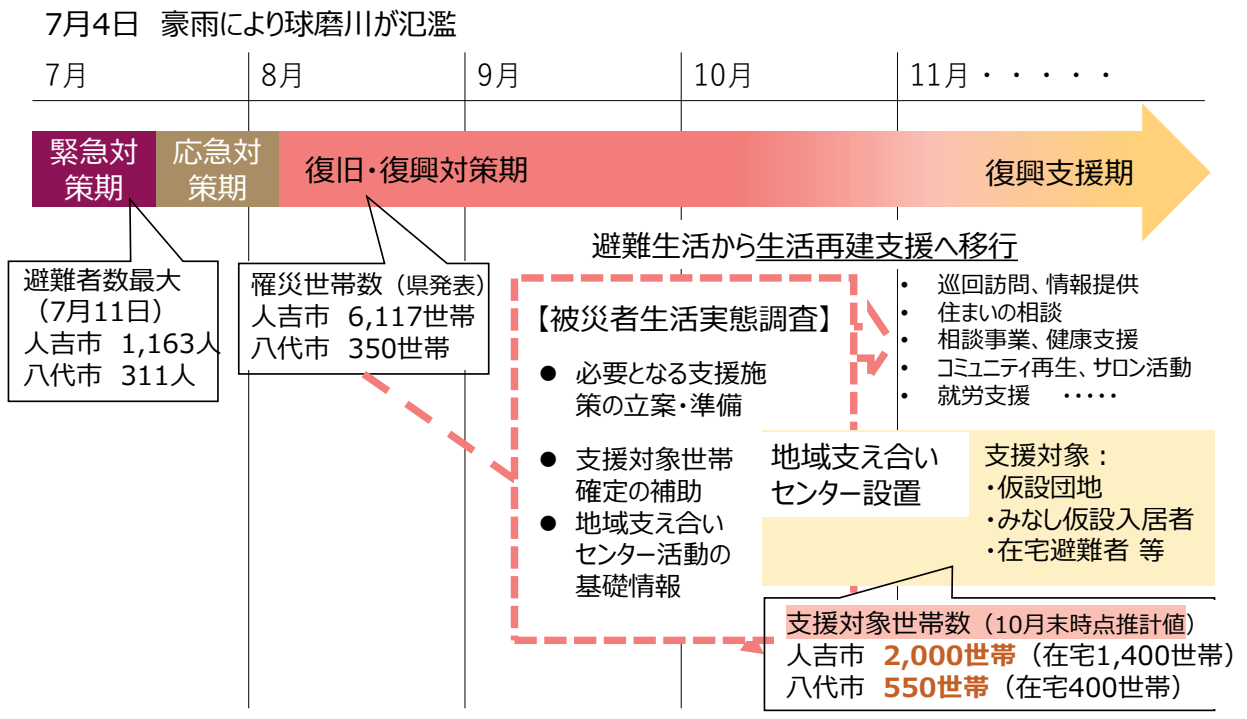 7月4日 豪雨により球磨川が氾濫
7月
8月
9月
10月
11月・・・・・
緊急対
策期
応急対
策期
復旧・復興対策期
復興支援期
避難生活から生活再建支援へ移行
避難者数最大
（7月11日）
人吉市 1,163人
八代市 311人
罹災世帯数（県発表）
人吉市 6,117世帯
八代市 350世帯
【被災者生活実態調査】
● 必要となる支援施
策の立案・準備
● 支援対象世帯
確定の補助
● 地域支え合い
センター活動の
基礎情報
• 巡回訪問、情報提供
• 住まいの相談
• 相談事業、健康支援
• コミュニティ再生、サロン活動
• 就労支援 ・・・・・
地域支え合い
センター設置
支援対象：
・仮設団地
・みなし仮設入居者
・在宅避難者 等
支援対象世帯数（10月末時点推計値）
人吉市 2,000世帯（在宅1,400世帯）
八代市 550世帯（在宅400世帯）